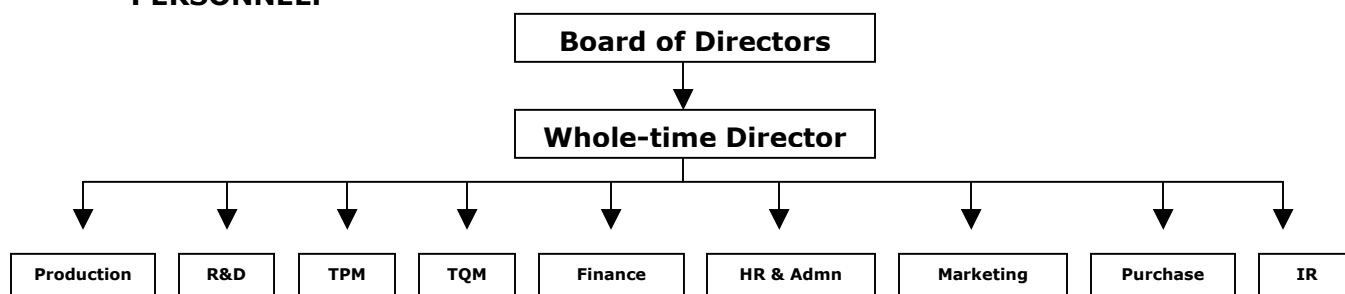 PERSONNEL:
Board of Directors
Whole-time Director
Production R&D TPM TQM Finance HR & Admn Marketing Purchase IR